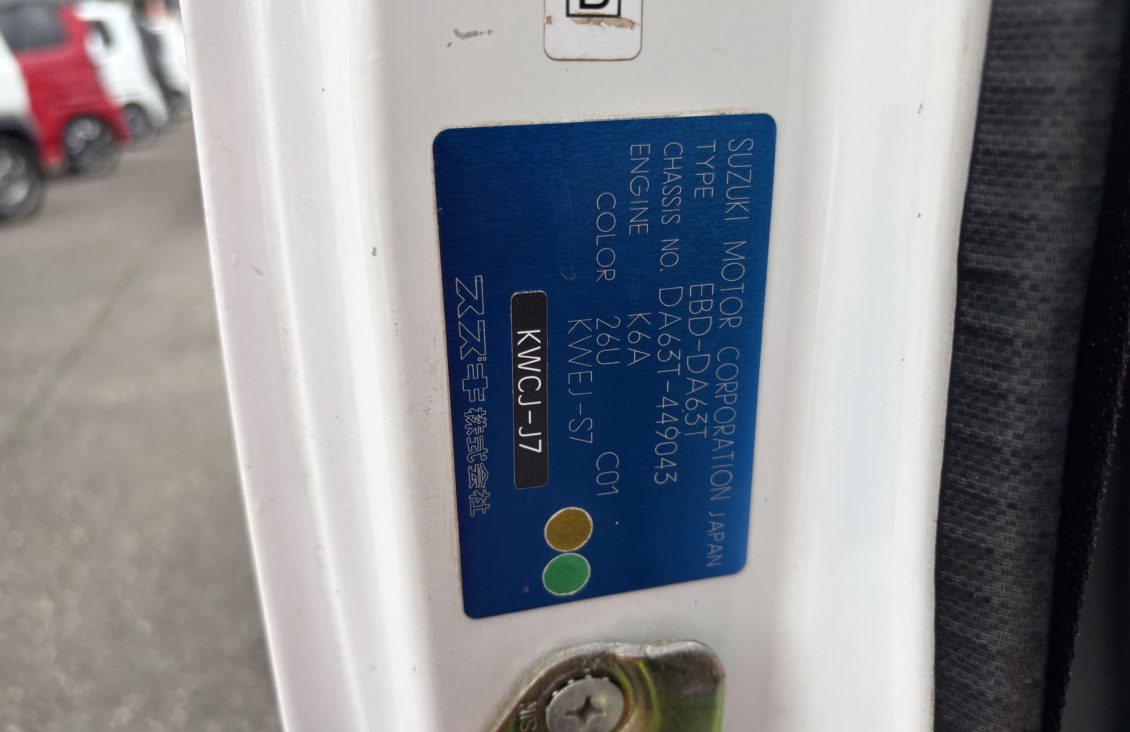 D
SUZUKI MOTOR CORPORATION JAPAN
TYPE EBD-DA63T
CHASSIS NO. DA63T-449043
ENGINE K6A
COLOR 26U C01
KWEJ-S7
KWCJ-J7
スズキ株式会社